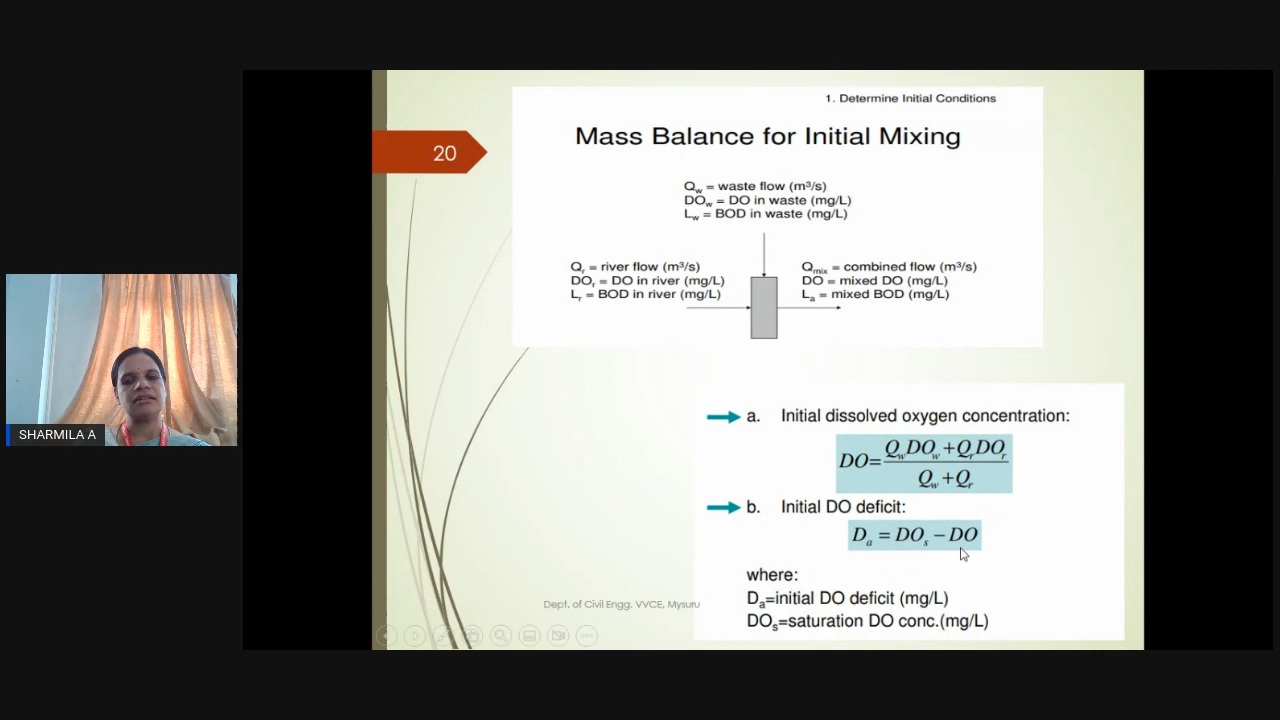 1. Determine Initial Conditions
Mass Balance for Initial Mixing
20
Qw = waste flow (m³/s)
DOw = DO in waste (mg/L)
Lw = BOD in waste (mg/L)
Qr = river flow (m³/s)
DOr = DO in river (mg/L)
Lr = BOD in river (mg/L)
Qmix = combined flow (m³/s)
DO = mixed DO (mg/L)
La = mixed BOD (mg/L)
SHARMILA A
a. Initial dissolved oxygen concentration:
DO = (QwDOw + QrDOr) / (Qw + Qr)
b. Initial DO deficit:
Da = DOs − DO
where:
Da=initial DO deficit (mg/L)
DOs=saturation DO conc.(mg/L)
Dept. of Civil Engg. VVCE, Mysuru